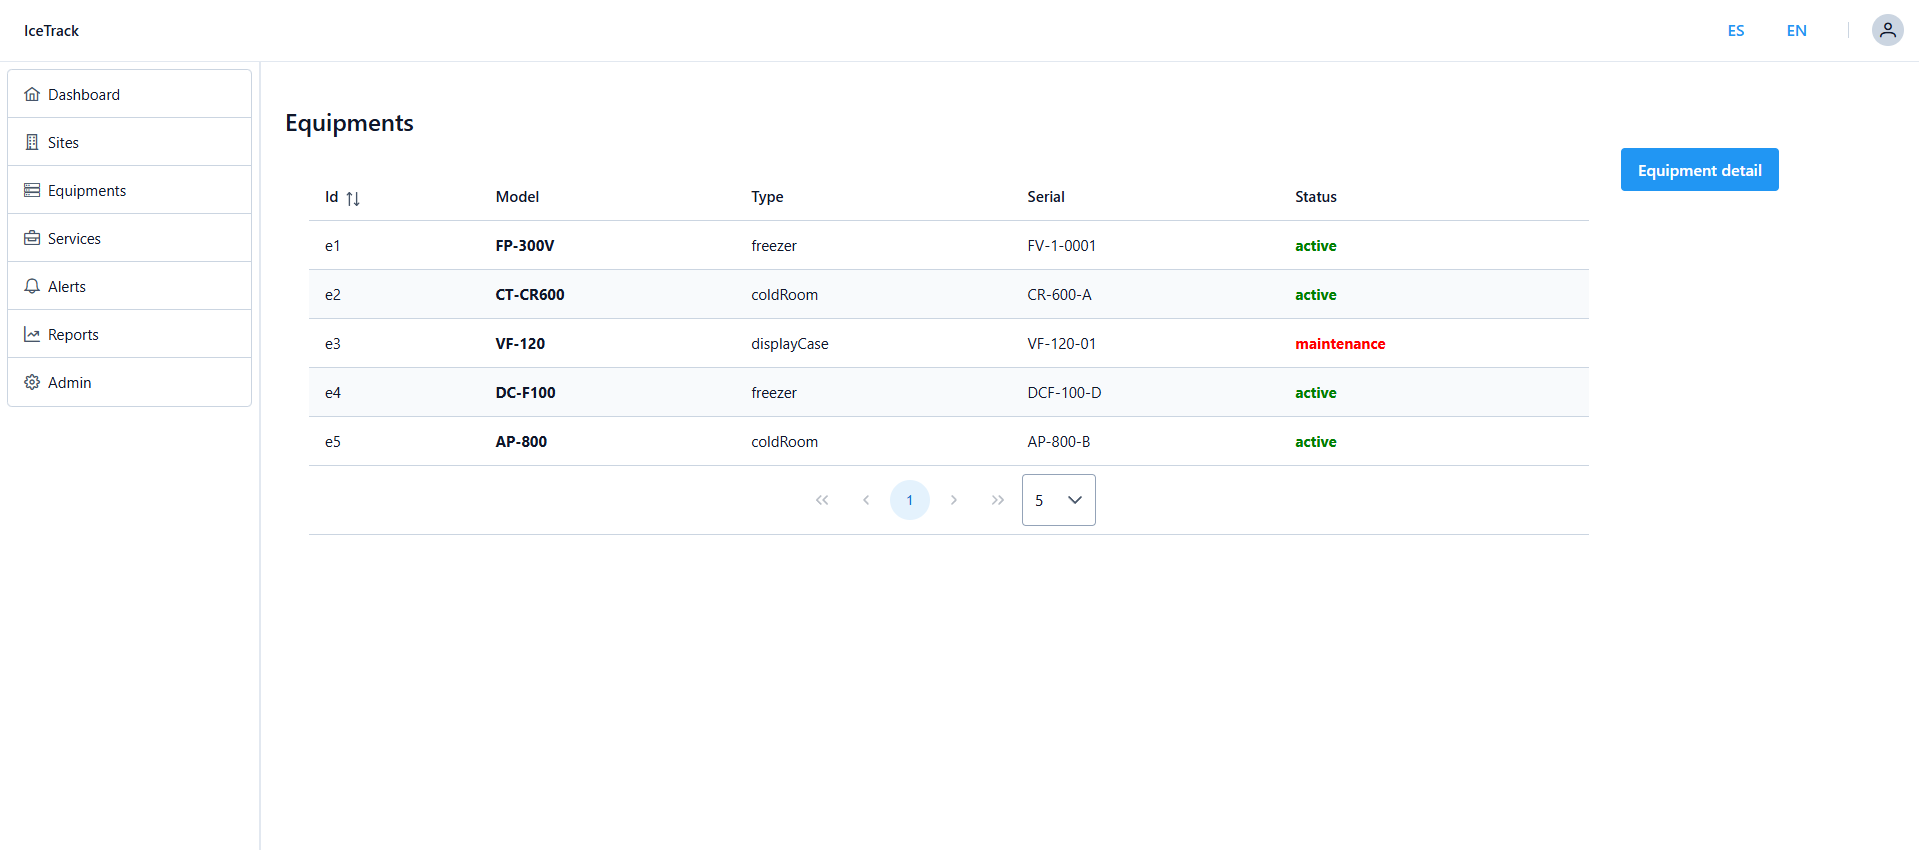 IceTrack
ES EN
Dashboard
Sites
Equipments
Services
Alerts
Reports
Admin
Equipments
Equipment detail
Id Model Type Serial Status
e1 FP-300V freezer FV-1-0001 active
e2 CT-CR600 coldRoom CR-600-A active
e3 VF-120 displayCase VF-120-01 maintenance
e4 DC-F100 freezer DCF-100-D active
e5 AP-800 coldRoom AP-800-B active
1 5